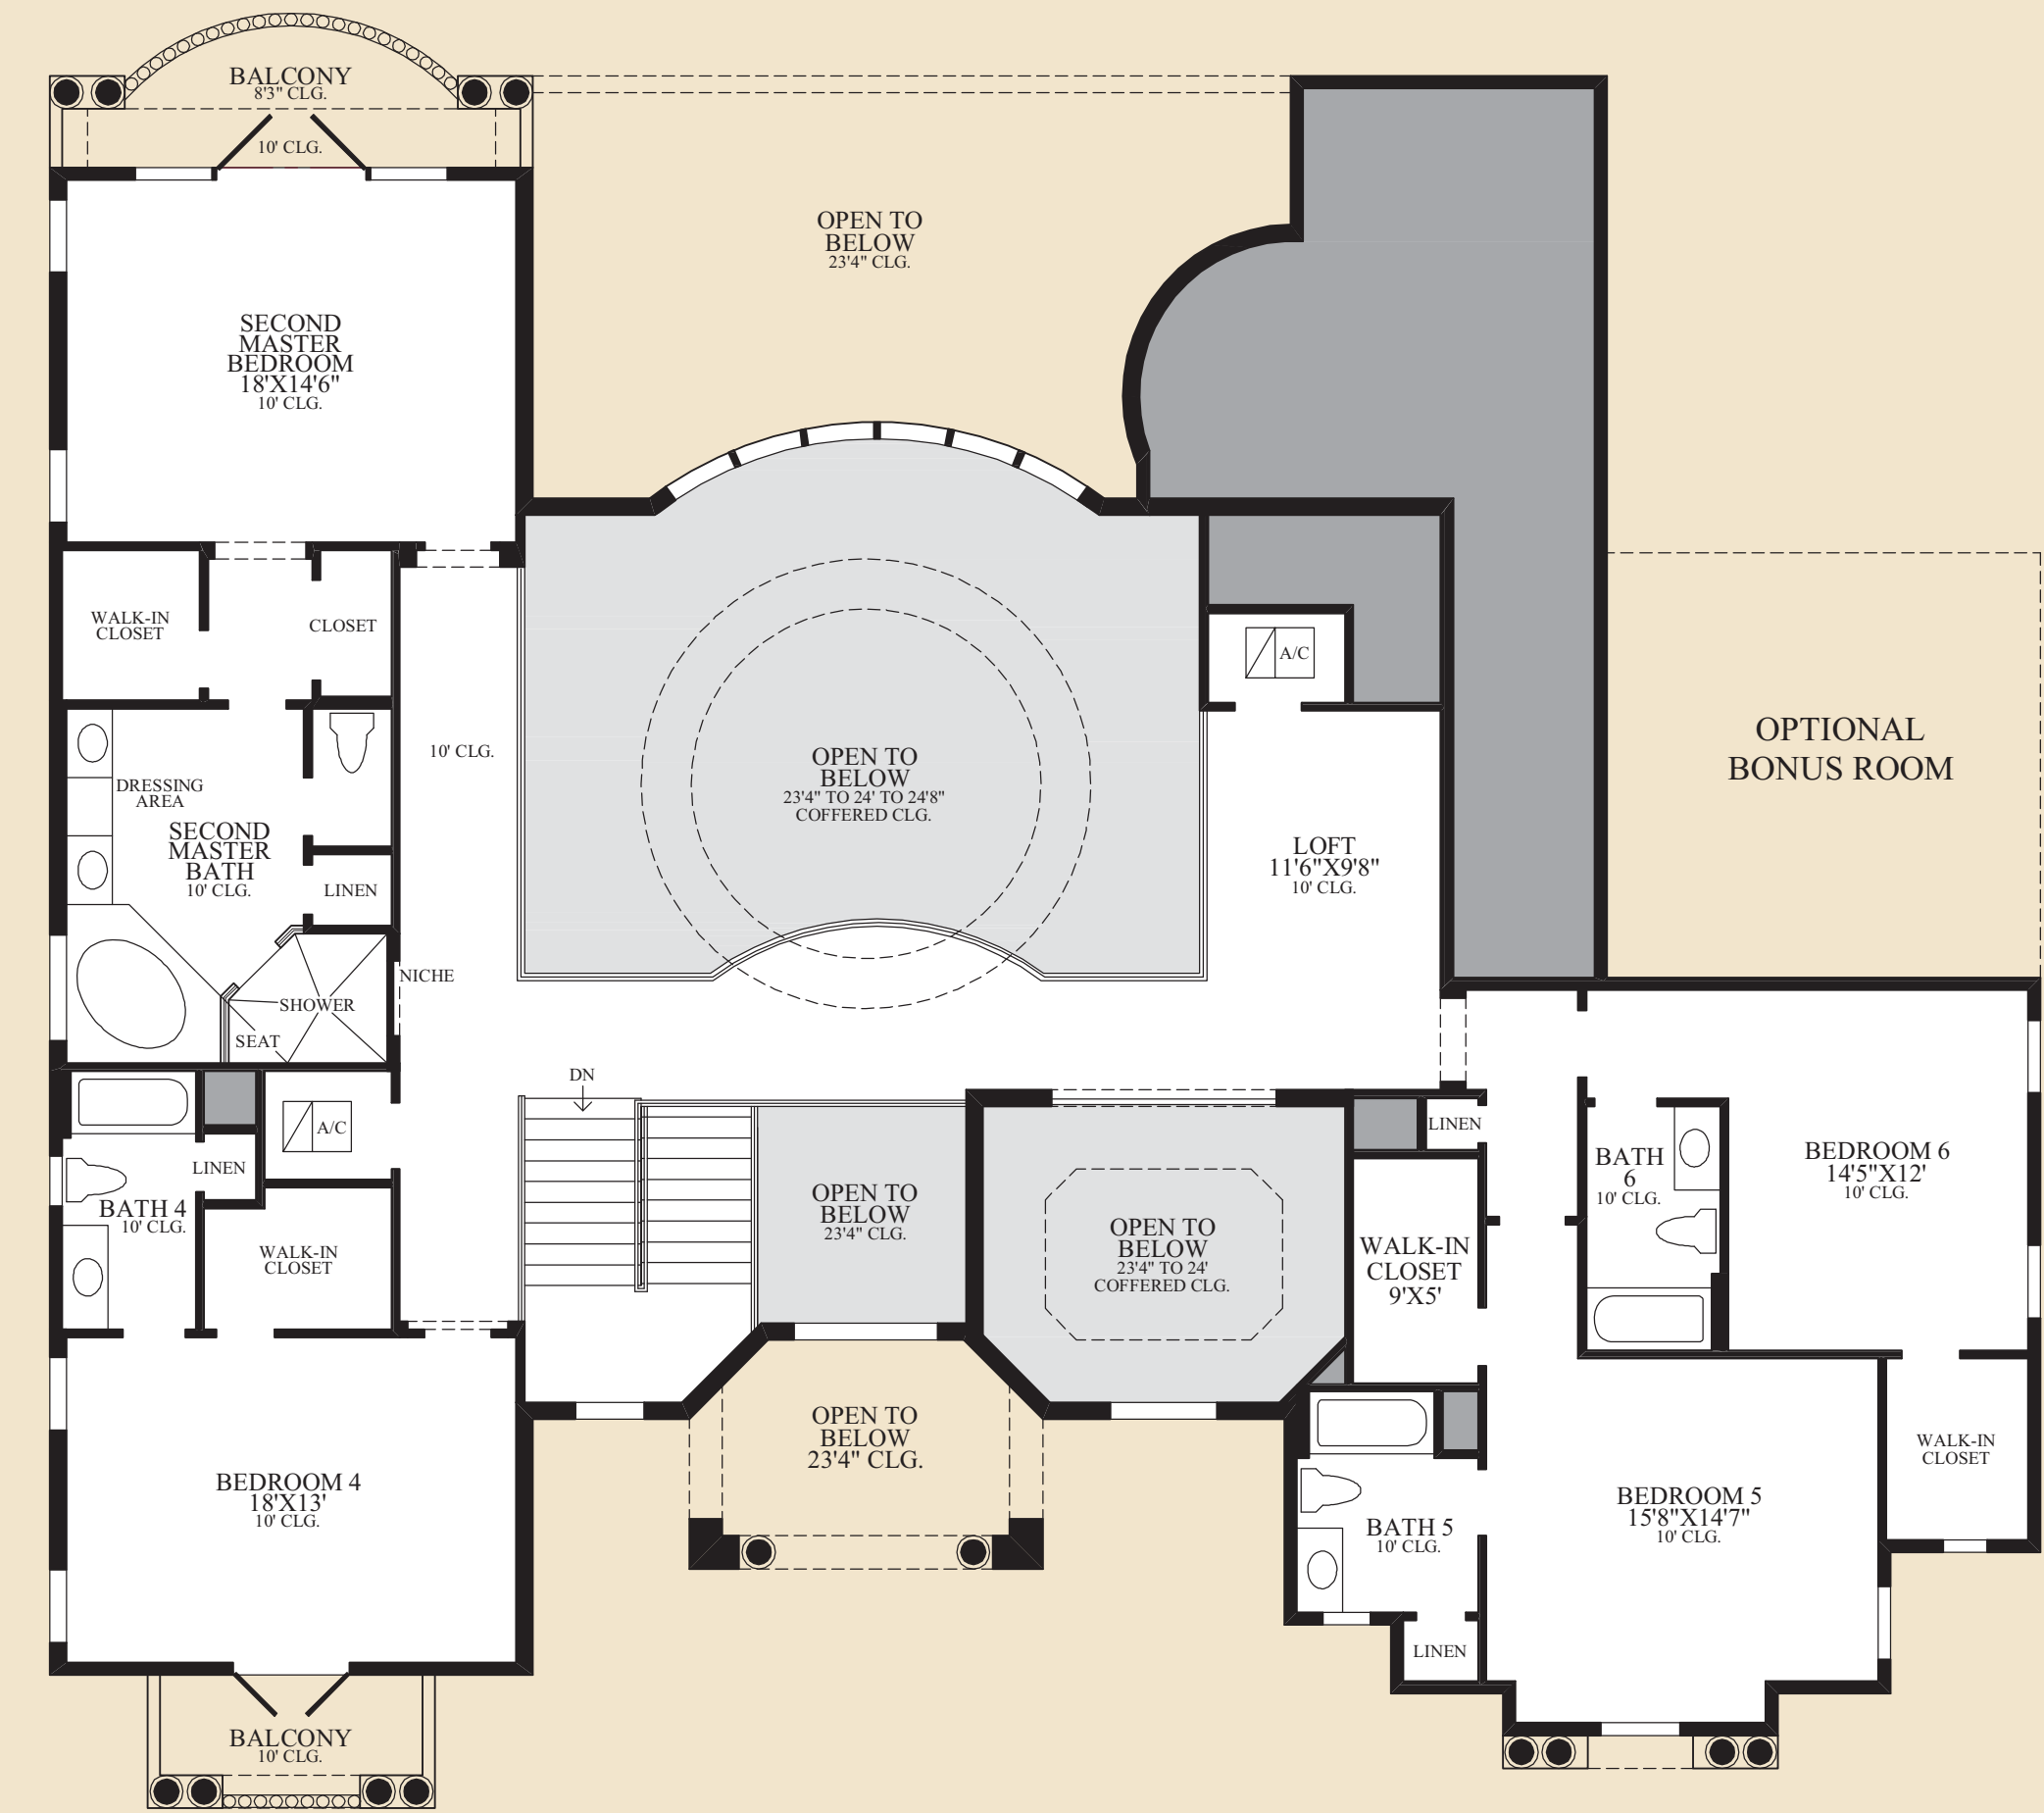 BALCONY
8'3" CLG.
10' CLG.
OPEN TO
BELOW
23'4" CLG.
SECOND
MASTER
BEDROOM
18'X14'6"
10' CLG.
WALK-IN
CLOSET
CLOSET
A/C
10' CLG.
OPEN TO
BELOW
23'4" TO 24' TO 24'8"
COFFERED CLG.
OPTIONAL
BONUS ROOM
DRESSING
AREA
SECOND
MASTER
BATH
10' CLG.
LINEN
LOFT
11'6"X9'8"
10' CLG.
NICHE
SHOWER
SEAT
DN
A/C
LINEN
BATH 4
10' CLG.
WALK-IN
CLOSET
OPEN TO
BELOW
23'4" CLG.
OPEN TO
BELOW
23'4" TO 24'
COFFERED CLG.
LINEN
WALK-IN
CLOSET
9'X5'
BATH
6
10' CLG.
BEDROOM 6
14'5"X12'
10' CLG.
OPEN TO
BELOW
23'4" CLG.
WALK-IN
CLOSET
BEDROOM 4
18'X13'
10' CLG.
BATH 5
10' CLG.
BEDROOM 5
15'8"X14'7"
10' CLG.
LINEN
BALCONY
10' CLG.